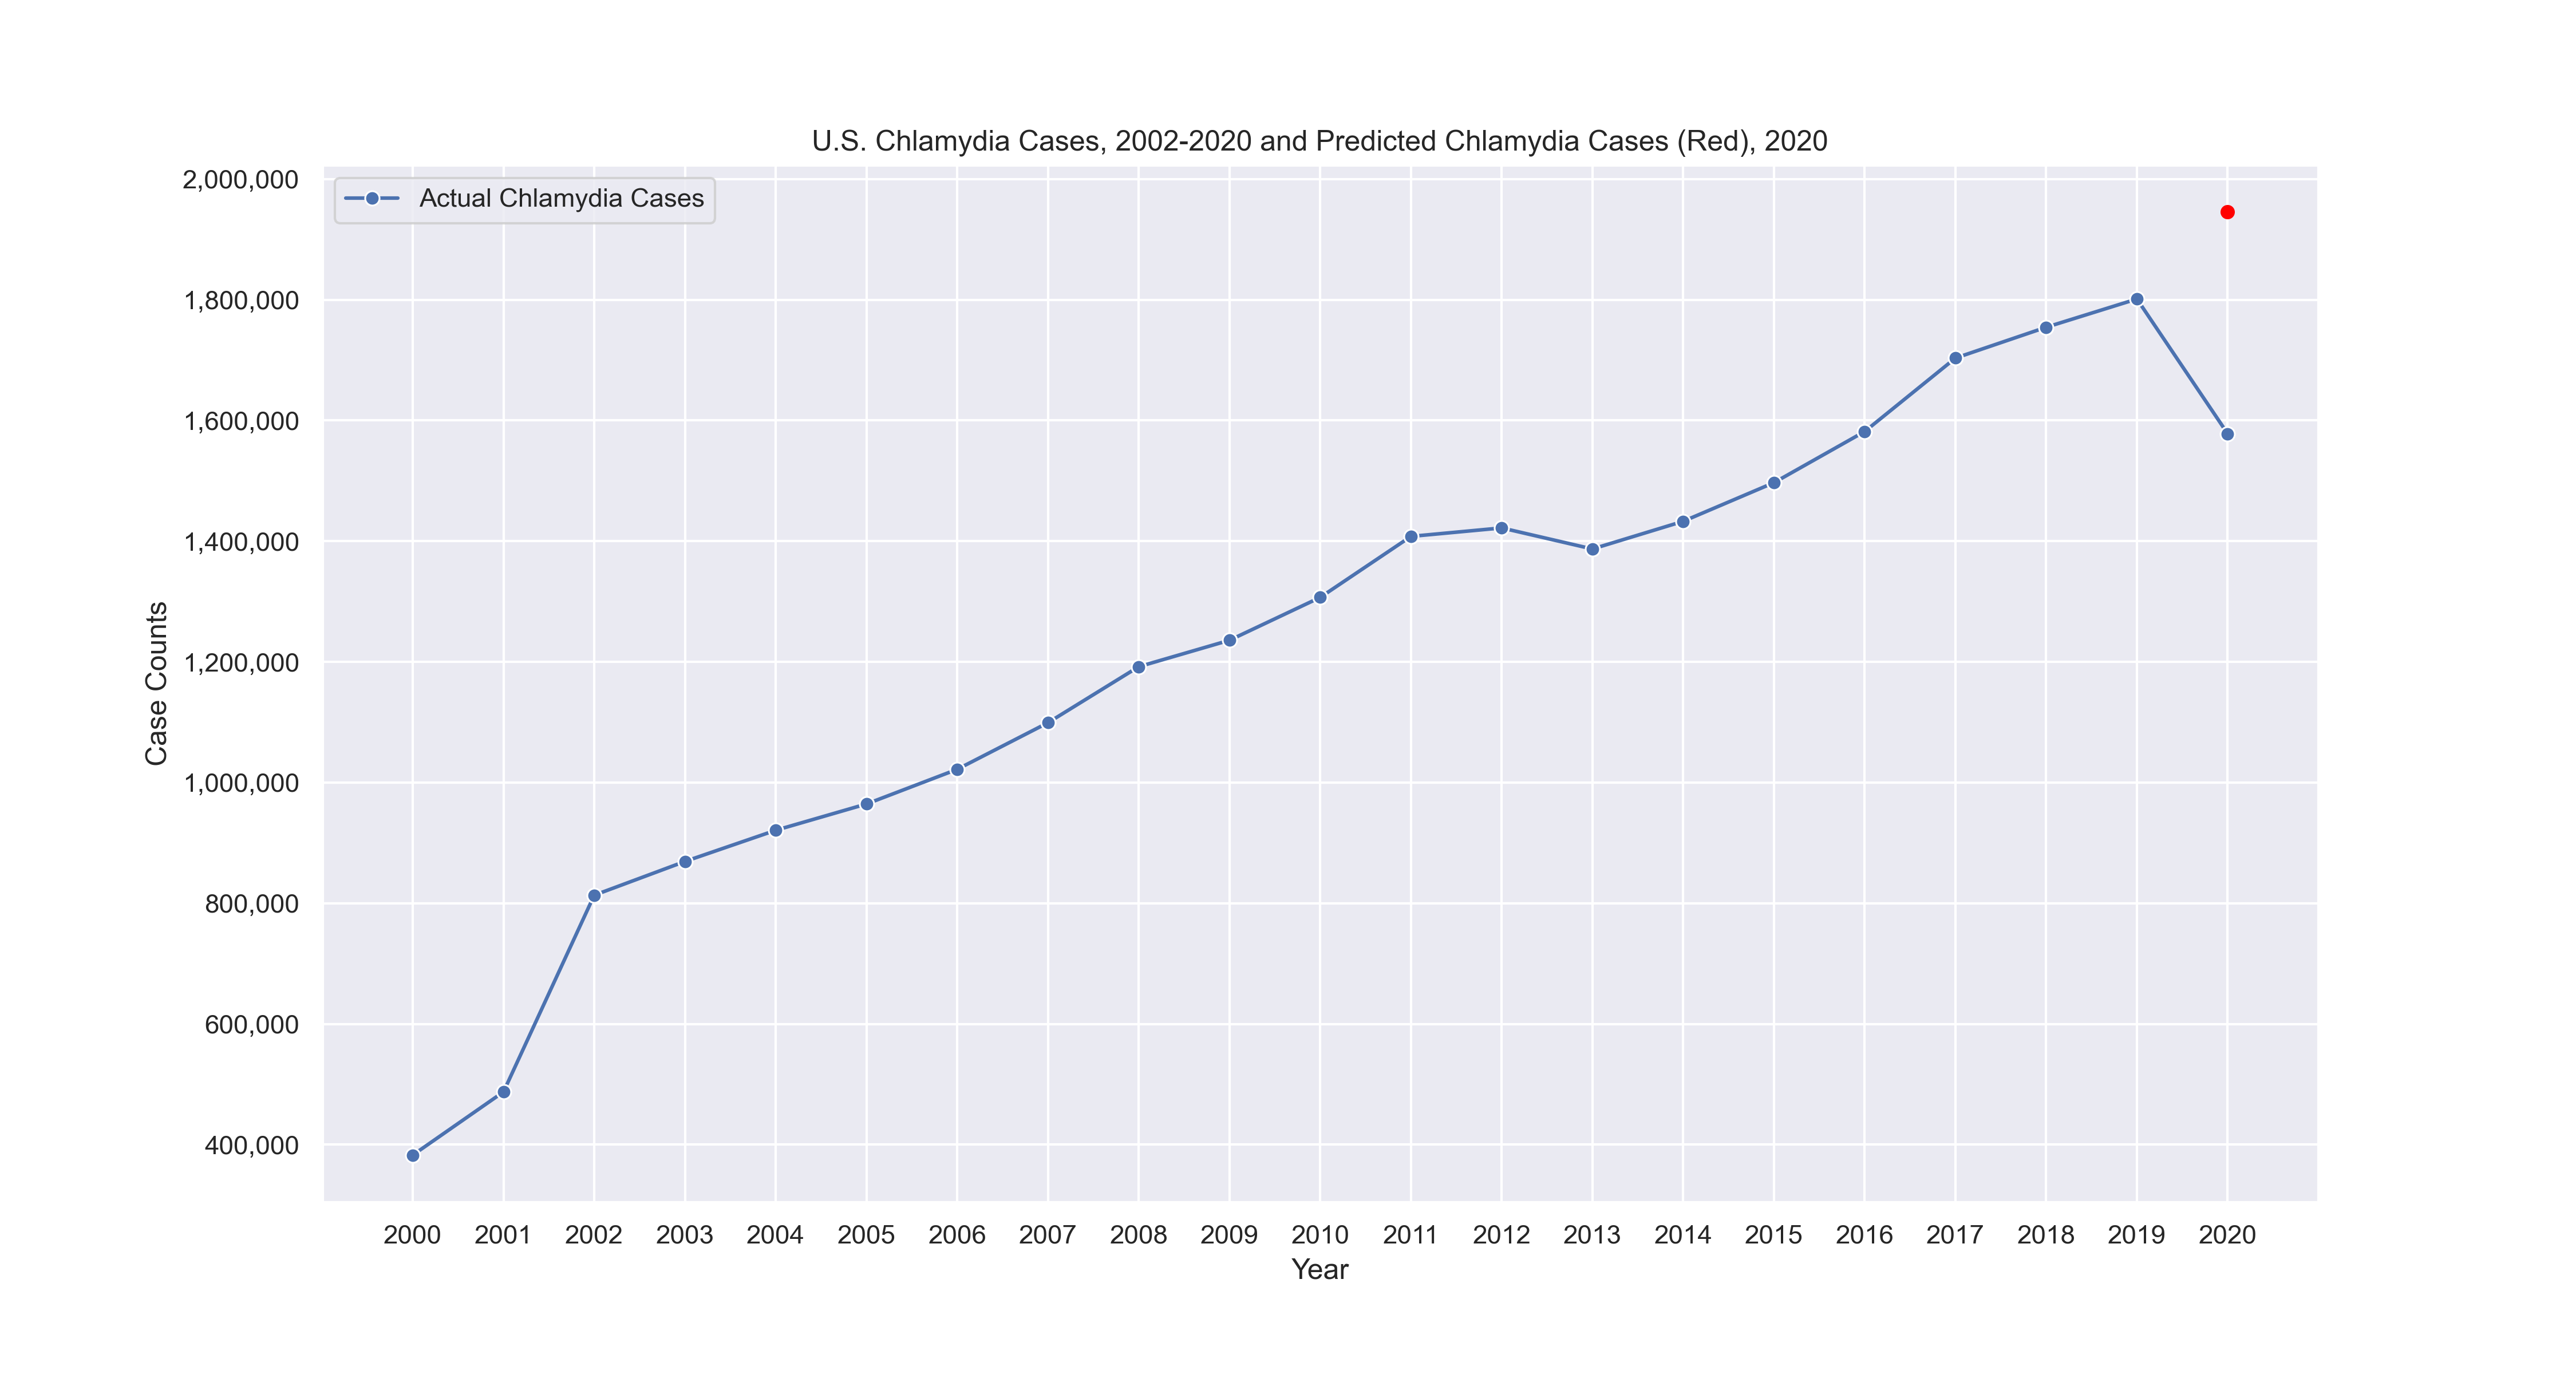 U.S. Chlamydia Cases, 2002-2020 and Predicted Chlamydia Cases (Red), 2020
Actual Chlamydia Cases
2,000,000
1,800,000
1,600,000
1,400,000
1,200,000
1,000,000
800,000
600,000
400,000
Case Counts
2000 2001 2002 2003 2004 2005 2006 2007 2008 2009 2010 2011 2012 2013 2014 2015 2016 2017 2018 2019 2020
Year